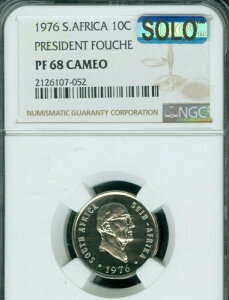 1976 S.AFRICA 10C
SOLO
PRESIDENT FOUCHE
PF 68 CAMEO
2126107-052
NUMISMATIC GUARANTY CORPORATION
NGC
SOUTH AFRICA
SUID-AFRIKA
1976